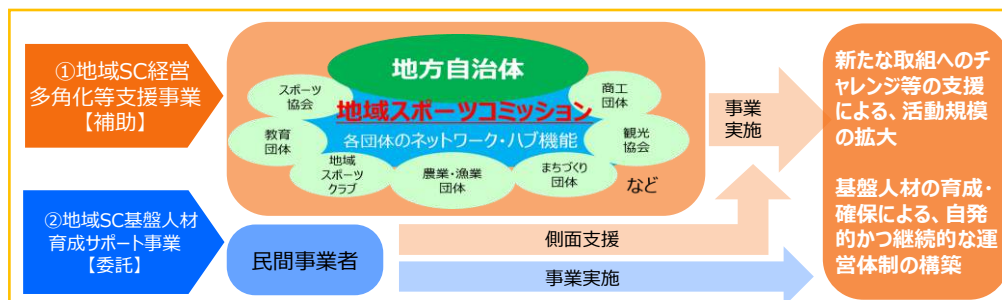 ①地域SC経営
多角化等支援事業
【補助】
地方自治体
スポーツ
協会
商工
団体
地域スポーツコミッション
教育
団体
各団体のネットワーク・ハブ機能
観光
協会
地域
スポーツ
クラブ
農業・漁業
団体
まちづくり
団体
など
事業
実施
新たな取組へのチ
ャレンジ等の支援
による、活動規模
の拡大
基盤人材の育成・
確保による、自発
的かつ継続的な運
営体制の構築
②地域SC基盤人材
育成サポート事業
【委託】
民間事業者
側面支援
事業実施